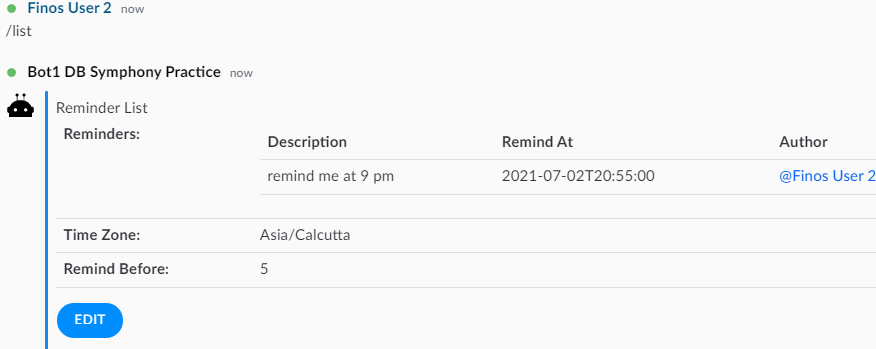 Finos User 2 now
/list
Bot1 DB Symphony Practice now
Reminder List
Reminders:
Description Remind At Author
remind me at 9 pm 2021-07-02T20:55:00 @Finos User 2
Time Zone: Asia/Calcutta
Remind Before: 5
EDIT